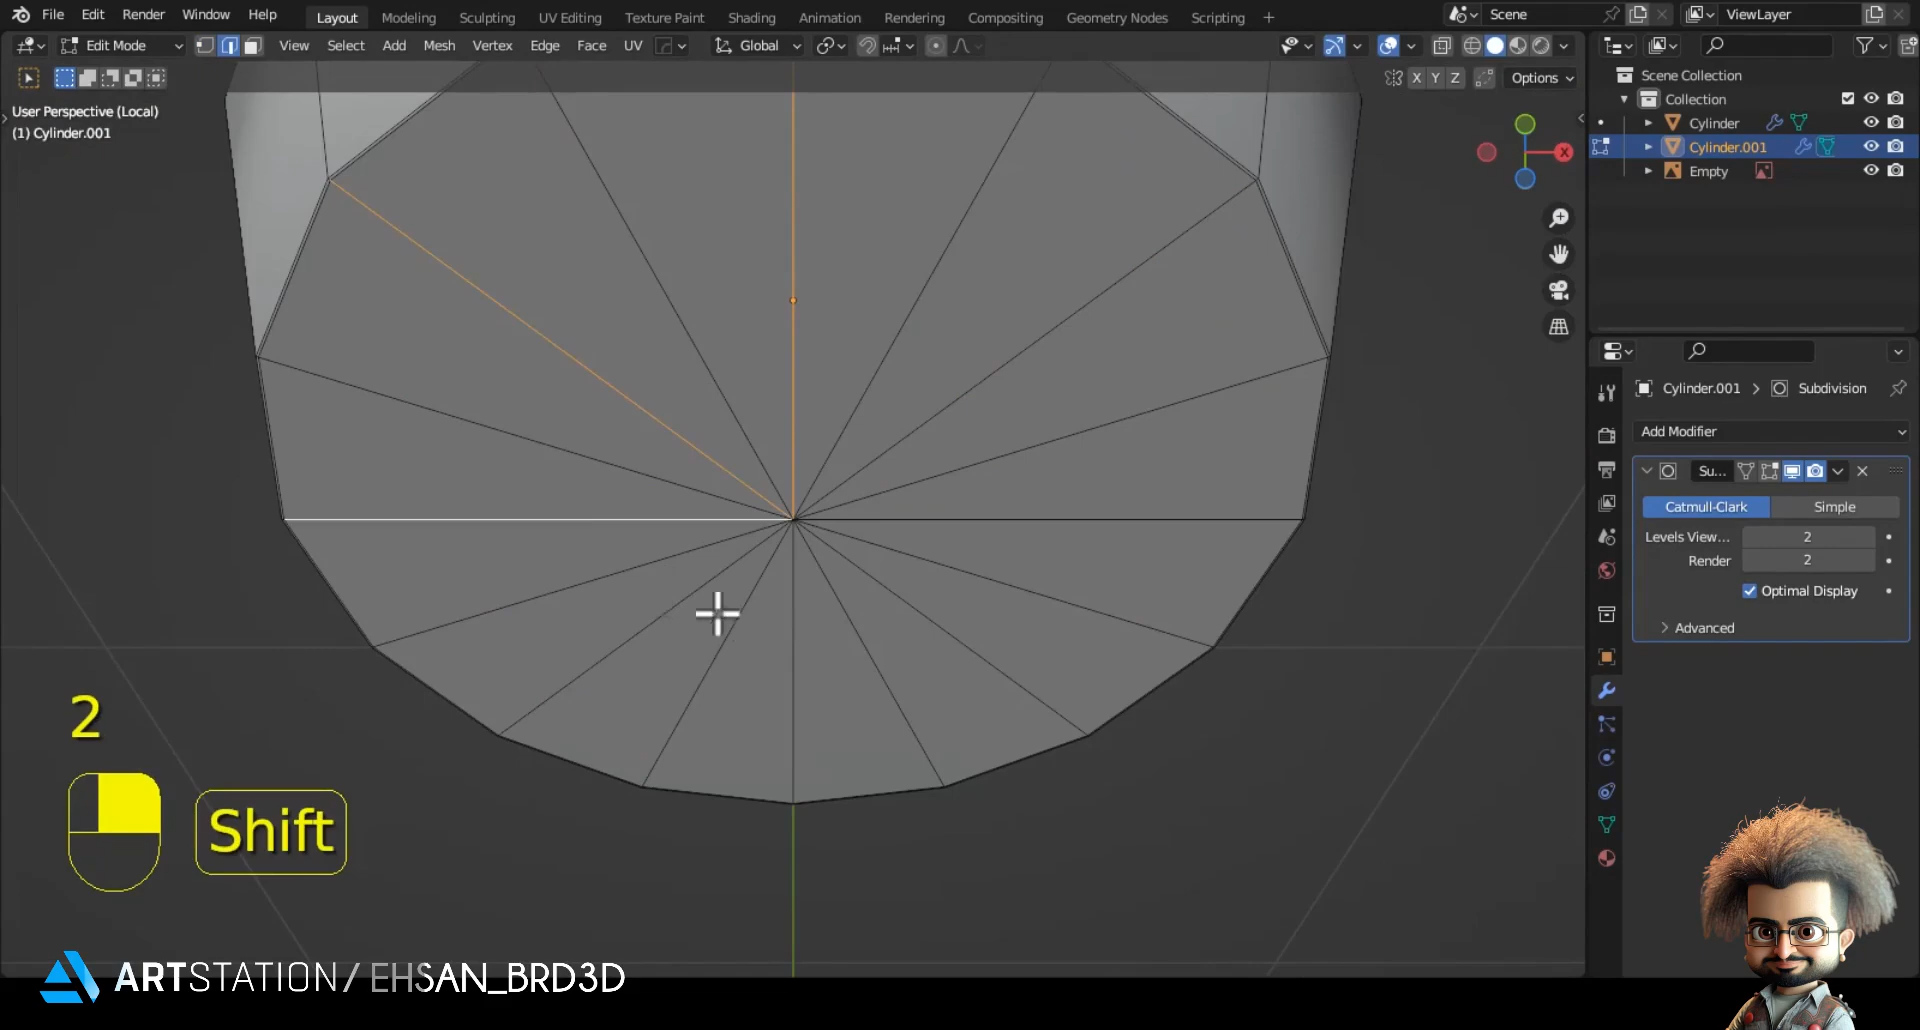 File Edit Render Window Help Layout Modeling Sculpting UV Editing Texture Paint Shading Animation Rendering Compositing Geometry Nodes Scripting + Scene ViewLayer
Edit Mode View Select Add Mesh Vertex Edge Face UV Global
X Y Z Options
User Perspective (Local)
(1) Cylinder.001
X
Scene Collection
Collection
Cylinder
Cylinder.001
Empty
Cylinder.001 > Subdivision
Add Modifier
Su...
Catmull-Clark Simple
Levels View... 2
Render 2
Optimal Display
Advanced
2
Shift
ARTSTATION/EHSAN_BRD3D